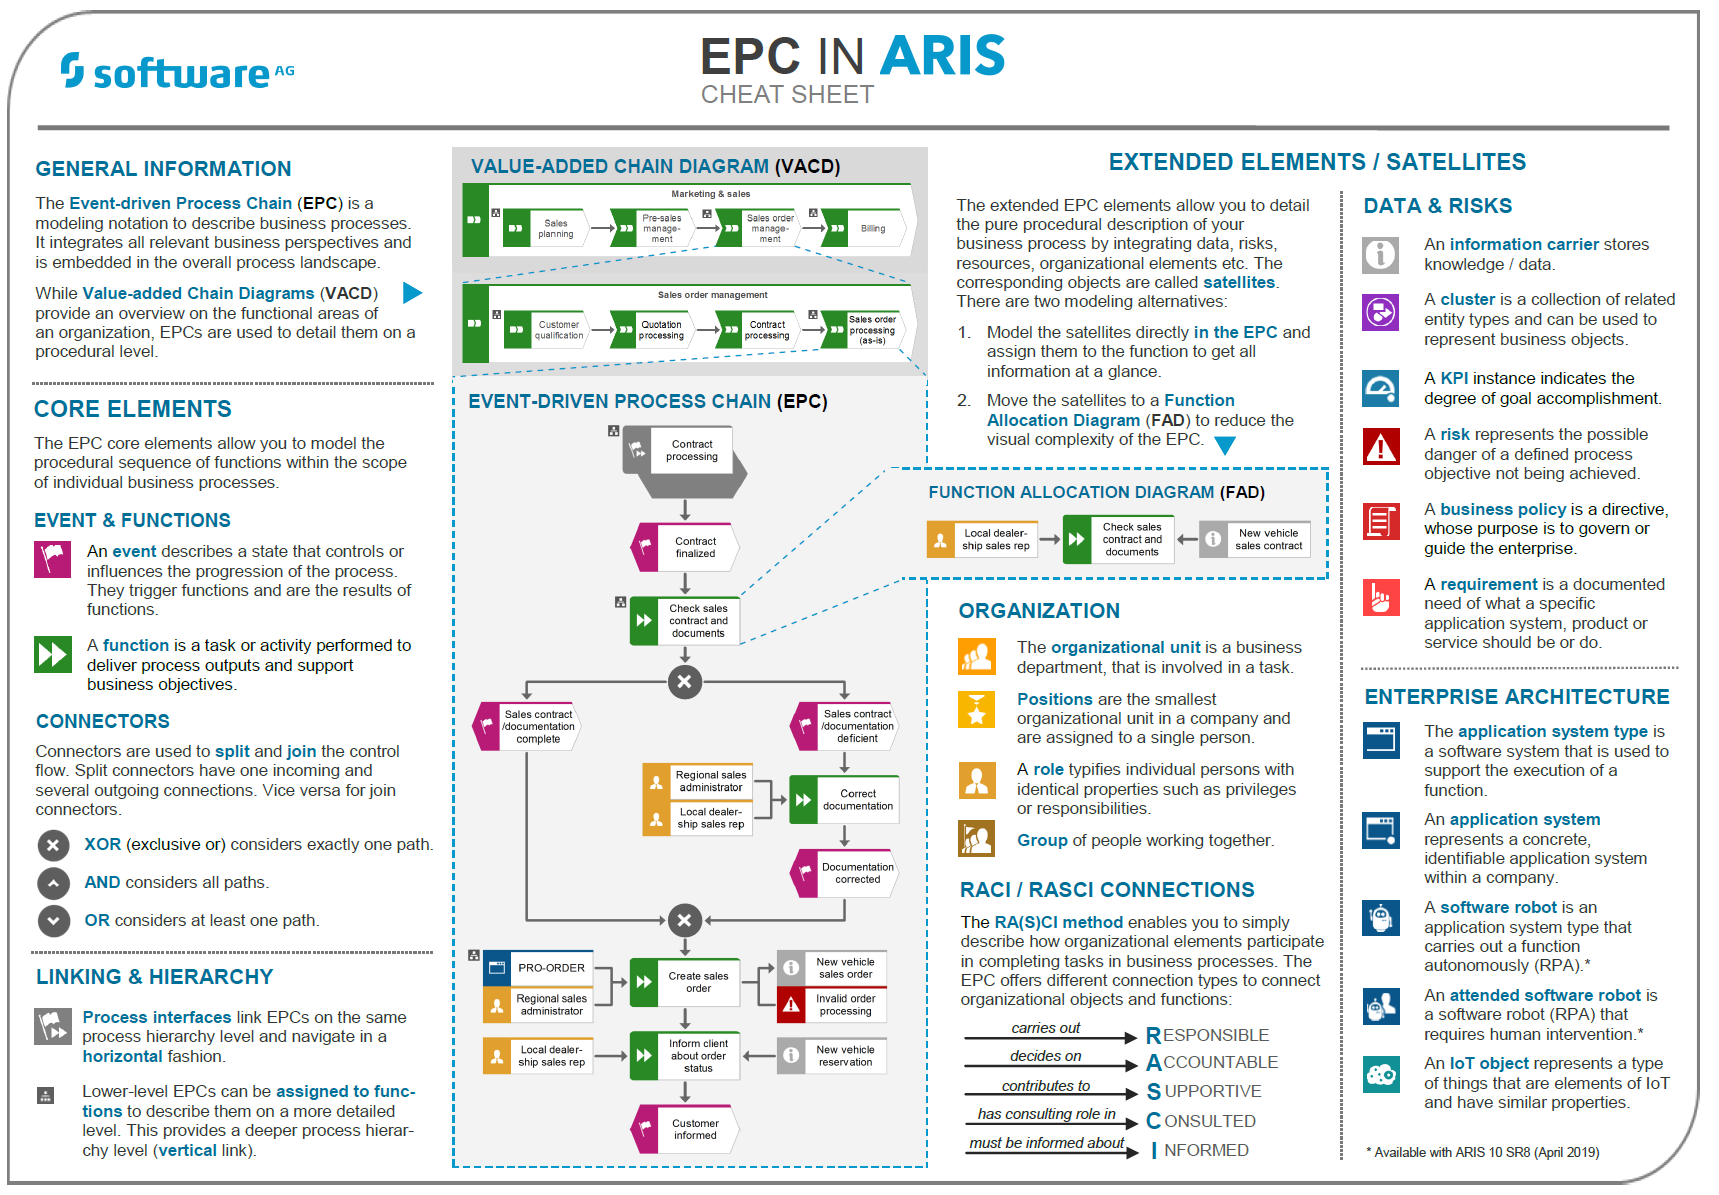 software AG
EPC IN ARIS
CHEAT SHEET
GENERAL INFORMATION
The Event-driven Process Chain (EPC) is a
modeling notation to describe business processes.
It integrates all relevant business perspectives and
is embedded in the overall process landscape.
While Value-added Chain Diagrams (VACD)
provide an overview on the functional areas of
an organization, EPCs are used to detail them on a
procedural level.
CORE ELEMENTS
The EPC core elements allow you to model the
procedural sequence of functions within the scope
of individual business processes.
EVENT & FUNCTIONS
An event describes a state that controls or
influences the progression of the process.
They trigger functions and are the results of
functions.
A function is a task or activity performed to
deliver process outputs and support
business objectives.
CONNECTORS
Connectors are used to split and join the control
flow. Split connectors have one incoming and
several outgoing connections. Vice versa for join
connectors.
XOR (exclusive or) considers exactly one path.
AND considers all paths.
OR considers at least one path.
LINKING & HIERARCHY
Process interfaces link EPCs on the same
process hierarchy level and navigate in a
horizontal fashion.
Lower-level EPCs can be assigned to func-
tions to describe them on a more detailed
level. This provides a deeper process hierar-
chy level (vertical link).
VALUE-ADDED CHAIN DIAGRAM (VACD)
Marketing & sales
Sales
planning
Pre-sales
manage-
ment
Sales order
manage-
ment
Billing
Sales order management
Customer
qualification
Quotation
processing
Contract
processing
Sales order
processing
(as-is)
EVENT-DRIVEN PROCESS CHAIN (EPC)
Contract
processing
Contract
finalized
Check sales
contract and
documents
Sales contract
/documentation
complete
Sales contract
/documentation
deficient
Regional sales
administrator
Local dealer-
ship sales rep
Correct
documentation
Documentation
corrected
PRO-ORDER
Regional sales
administrator
Create sales
order
New vehicle
sales order
Invalid order
processing
Local dealer-
ship sales rep
Inform client
about order
status
New vehicle
reservation
Customer
informed
EXTENDED ELEMENTS / SATELLITES
The extended EPC elements allow you to detail
the pure procedural description of your
business process by integrating data, risks,
resources, organizational elements etc. The
corresponding objects are called satellites.
There are two modeling alternatives:
1. Model the satellites directly in the EPC and
assign them to the function to get all
information at a glance.
2. Move the satellites to a Function
Allocation Diagram (FAD) to reduce the
visual complexity of the EPC.
FUNCTION ALLOCATION DIAGRAM (FAD)
Local dealer-
ship sales rep
Check sales
contract and
documents
New vehicle
sales contract
ORGANIZATION
The organizational unit is a business
department, that is involved in a task.
Positions are the smallest
organizational unit in a company and
are assigned to a single person.
A role typifies individual persons with
identical properties such as privileges
or responsibilities.
Group of people working together.
RACI / RASCI CONNECTIONS
The RA(S)CI method enables you to simply
describe how organizational elements participate
in completing tasks in business processes. The
EPC offers different connection types to connect
organizational objects and functions:
carries out RESPONSIBLE
decides on ACCOUNTABLE
contributes to SUPPORTIVE
has consulting role in CONSULTED
must be informed about INFORMED
DATA & RISKS
An information carrier stores
knowledge / data.
A cluster is a collection of related
entity types and can be used to
represent business objects.
A KPI instance indicates the
degree of goal accomplishment.
A risk represents the possible
danger of a defined process
objective not being achieved.
A business policy is a directive,
whose purpose is to govern or
guide the enterprise.
A requirement is a documented
need of what a specific
application system, product or
service should be or do.
ENTERPRISE ARCHITECTURE
The application system type is
a software system that is used to
support the execution of a
function.
An application system
represents a concrete,
identifiable application system
within a company.
A software robot is an
application system type that
carries out a function
autonomously (RPA).*
An attended software robot is
a software robot (RPA) that
requires human intervention.*
An IoT object represents a type
of things that are elements of IoT
and have similar properties.
* Available with ARIS 10 SR8 (April 2019)